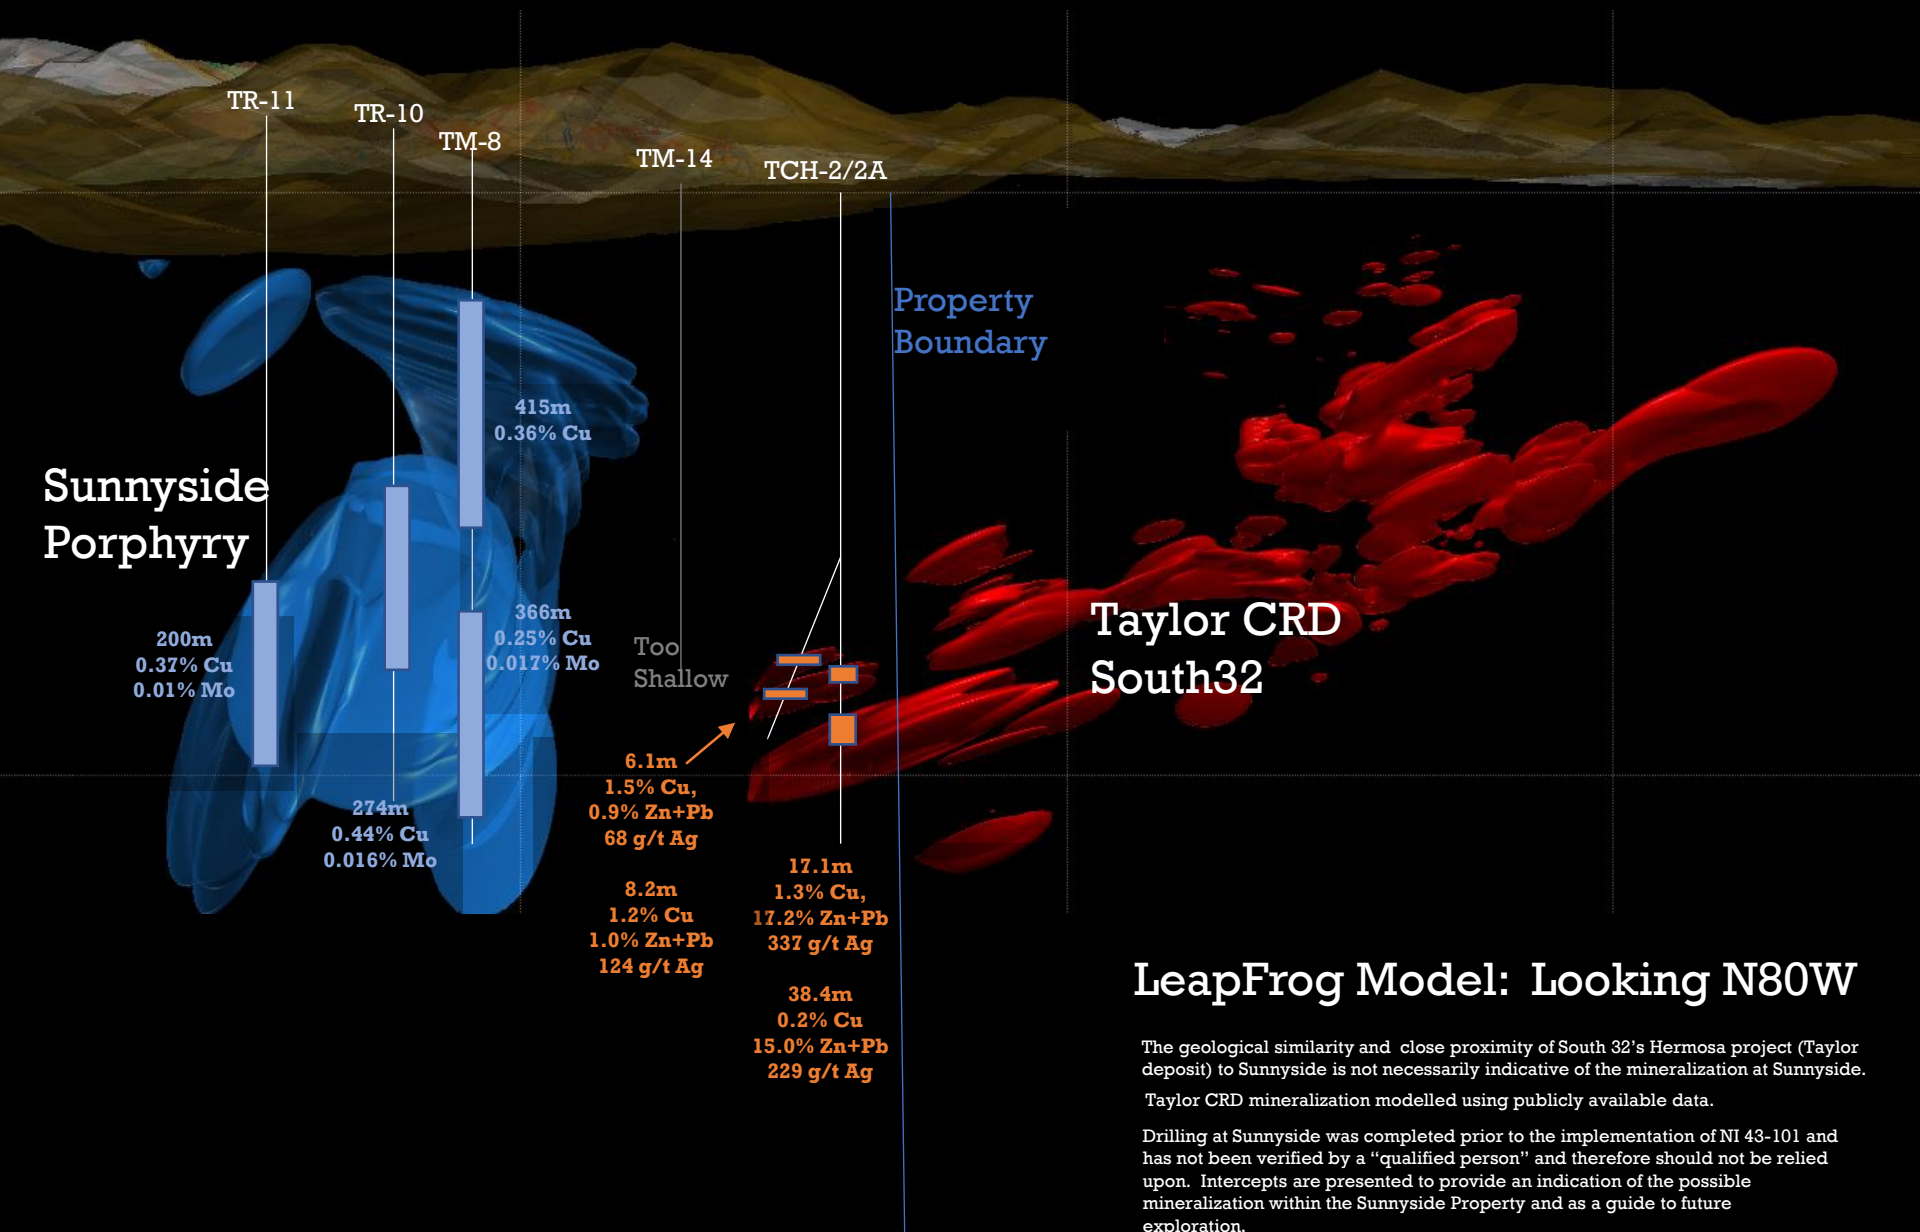 TR-11
TR-10
TM-8
TM-14
TCH-2/2A
Property
Boundary
415m
0.36% Cu
Sunnyside
Porphyry
366m
0.25% Cu
0.017% Mo
200m
0.37% Cu
0.01% Mo
Too
Shallow
Taylor CRD
South32
274m
0.44% Cu
0.016% Mo
6.1m
1.5% Cu,
0.9% Zn+Pb
68 g/t Ag
8.2m
1.2% Cu
1.0% Zn+Pb
124 g/t Ag
17.1m
1.3% Cu,
17.2% Zn+Pb
337 g/t Ag
38.4m
0.2% Cu
15.0% Zn+Pb
229 g/t Ag
LeapFrog Model: Looking N80W
The geological similarity and close proximity of South 32’s Hermosa project (Taylor
deposit) to Sunnyside is not necessarily indicative of the mineralization at Sunnyside.
Taylor CRD mineralization modelled using publicly available data.
Drilling at Sunnyside was completed prior to the implementation of NI 43-101 and
has not been verified by a “qualified person” and therefore should not be relied
upon. Intercepts are presented to provide an indication of the possible
mineralization within the Sunnyside Property and as a guide to future
exploration.